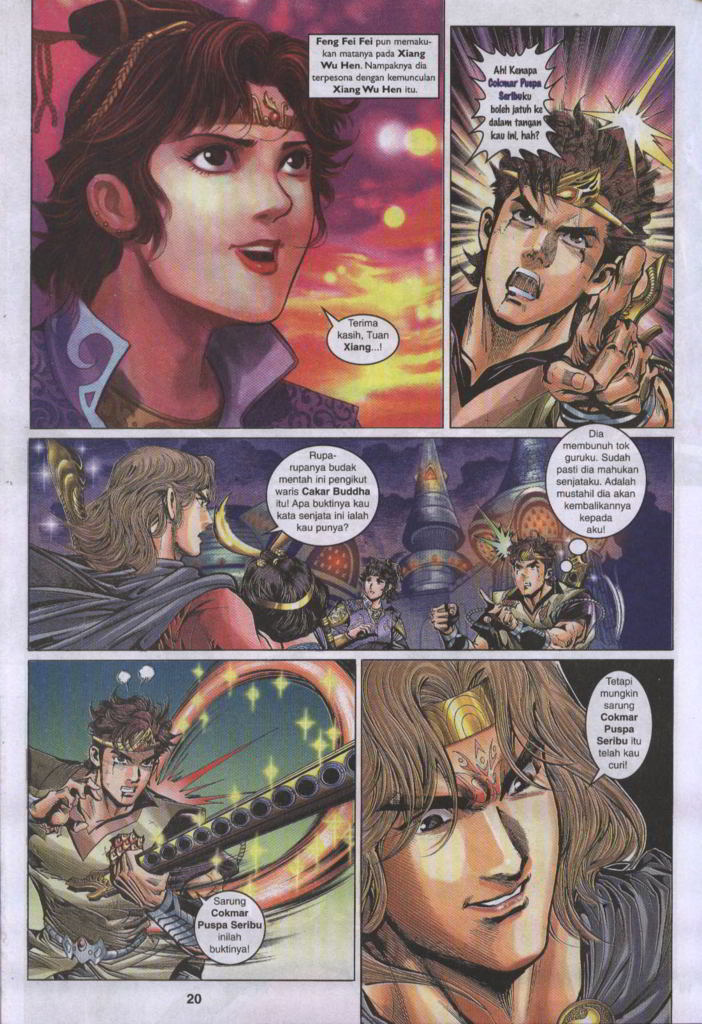 Feng Fei Fei pun memaku-
kan matanya pada Xiang
Wu Hen. Nampaknya dia
terpesona dengan kemunculan
Xiang Wu Hen itu.
Terima
kasih, Tuan
Xiang...!
Ah! Kenapa
Cokmar Puspa
Seribuku
boleh jatuh ke
dalam tangan
kau ini, hah?
Rupa-
rupanya budak
mentah ini pengikut
waris Cakar Buddha
itu! Apa buktinya kau
kata senjata ini ialah
kau punya?
Dia
membunuh tok
guruku. Sudah
pasti dia mahukan
senjataku. Adalah
mustahil dia akan
kembalikannya
kepada
aku!
Sarung
Cokmar
Puspa Seribu
inilah
buktinya!
Tetapi
mungkin
sarung
Cokmar
Puspa
Seribu itu
telah kau
curi!
20